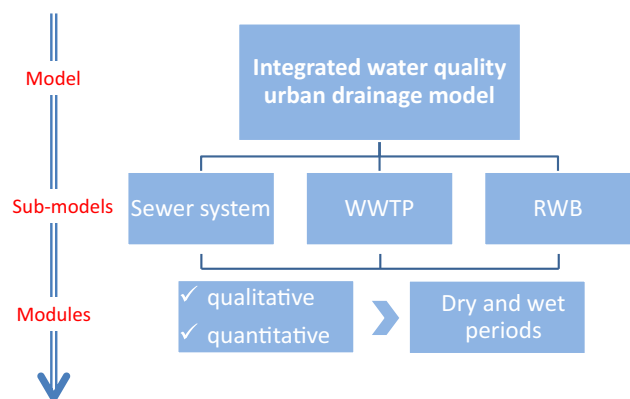 Model
Integrated water quality
urban drainage model
Sub-models
Sewer system
WWTP
RWB
Modules
✓ qualitative
✓ quantitative
Dry and wet
periods